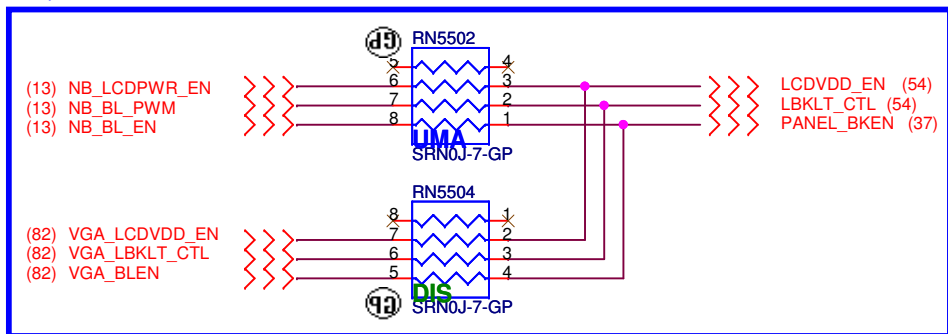 GP RN5502
5 4
(13) NB_LCDPWR_EN 6 3 LCDVDD_EN (54)
(13) NB_BL_PWM 7 2 LBKLT_CTL (54)
(13) NB_BL_EN 8 1 PANEL_BKEN (37)
UMA
SRN0J-7-GP
RN5504
8 1
(82) VGA_LCDVDD_EN 7 2
(82) VGA_LBKLT_CTL 6 3
(82) VGA_BLEN 5 4
DIS
GP SRN0J-7-GP